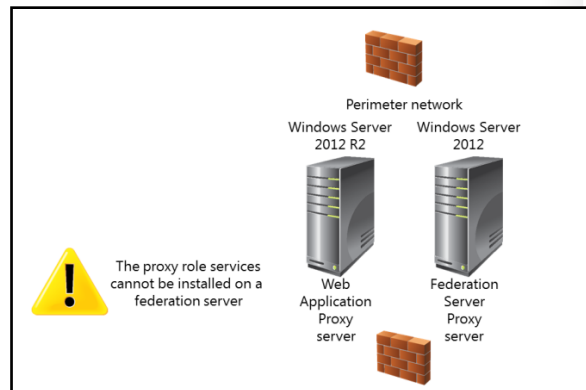 Perimeter network
Windows Server
2012 R2
Windows Server
2012
The proxy role services
cannot be installed on a
federation server
Web
Application
Proxy
server
Federation
Server
Proxy
server